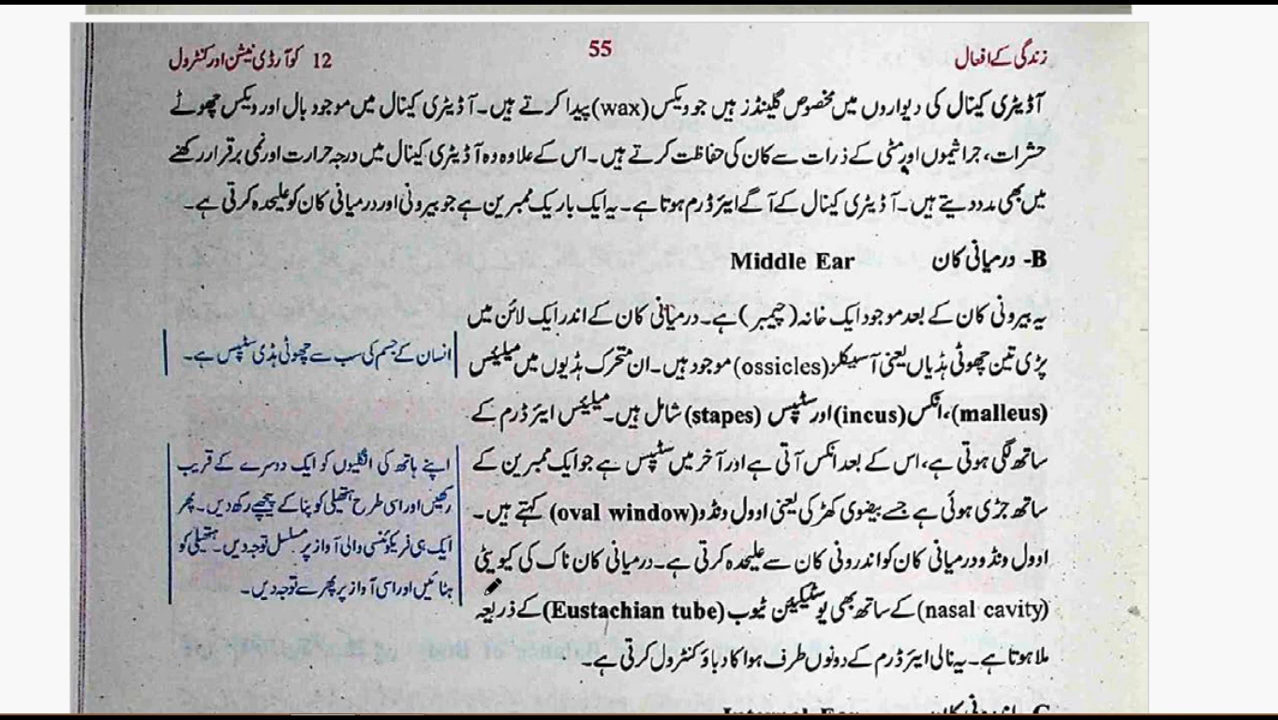 زندگی کے افعال
55
12 کوآرڈی نیشن اور کنٹرول
آڈیٹری کینال کی دیواروں میں مخصوص گلینڈز ہیں جو ویکس (wax) پیدا کرتے ہیں۔ آڈیٹری کینال میں موجود بال اور ویکس چھوٹے
حشرات، جراثیموں اور مٹی کے ذرات سے کان کی حفاظت کرتے ہیں۔ اس کے علاوہ وہ آڈیٹری کینال میں درجہ حرارت اور نمی برقرار رکھنے
میں بھی مدد دیتے ہیں۔ آڈیٹری کینال کے آگے ایئر ڈرم ہوتا ہے۔ یہ ایک باریک ممبرین ہے جو بیرونی اور درمیانی کان کو علیحدہ کرتی ہے۔
B- درمیانی کان Middle Ear
یہ بیرونی کان کے بعد موجود ایک خانہ (چیمبر) ہے۔ درمیانی کان کے اندر ایک لائن میں
پڑی تین چھوٹی ہڈیاں یعنی آسیکلز (ossicles) موجود ہیں۔ ان متحرک ہڈیوں میں میلیئس
(malleus)، انکس (incus) اور سٹیپس (stapes) شامل ہیں۔ میلیئس ایئر ڈرم کے
ساتھ لگی ہوتی ہے، اس کے بعد انکس آتی ہے اور آخر میں سٹیپس ہے جو ایک ممبرین کے
ساتھ جڑی ہوئی ہے جسے بیضوی کھڑکی یعنی اوول ونڈو (oval window) کہتے ہیں۔
اوول ونڈو درمیانی کان کو اندرونی کان سے علیحدہ کرتی ہے۔ درمیانی کان ناک کی کیویٹی
(nasal cavity) کے ساتھ بھی یوسٹیکیئن ٹیوب (Eustachian tube) کے ذریعہ
ملا ہوتا ہے۔ یہ نالی ایئر ڈرم کے دونوں طرف ہوا کا دباؤ کنٹرول کرتی ہے۔
انسان کے جسم کی سب سے چھوٹی ہڈی سٹیپس ہے۔
اپنے ہاتھ کی انگلیوں کو ایک دوسرے کے قریب
رکھیں اور اسی طرح ہتھیلی کو پنا کے پیچھے رکھ دیں۔ پھر
ایک ہی فریکوئنسی والی آواز پر مسلسل توجہ دیں۔ ہتھیلی کو
ہٹائیں اور اسی آواز پر پھر سے توجہ دیں۔
C- اندرونی کان Internal Ear